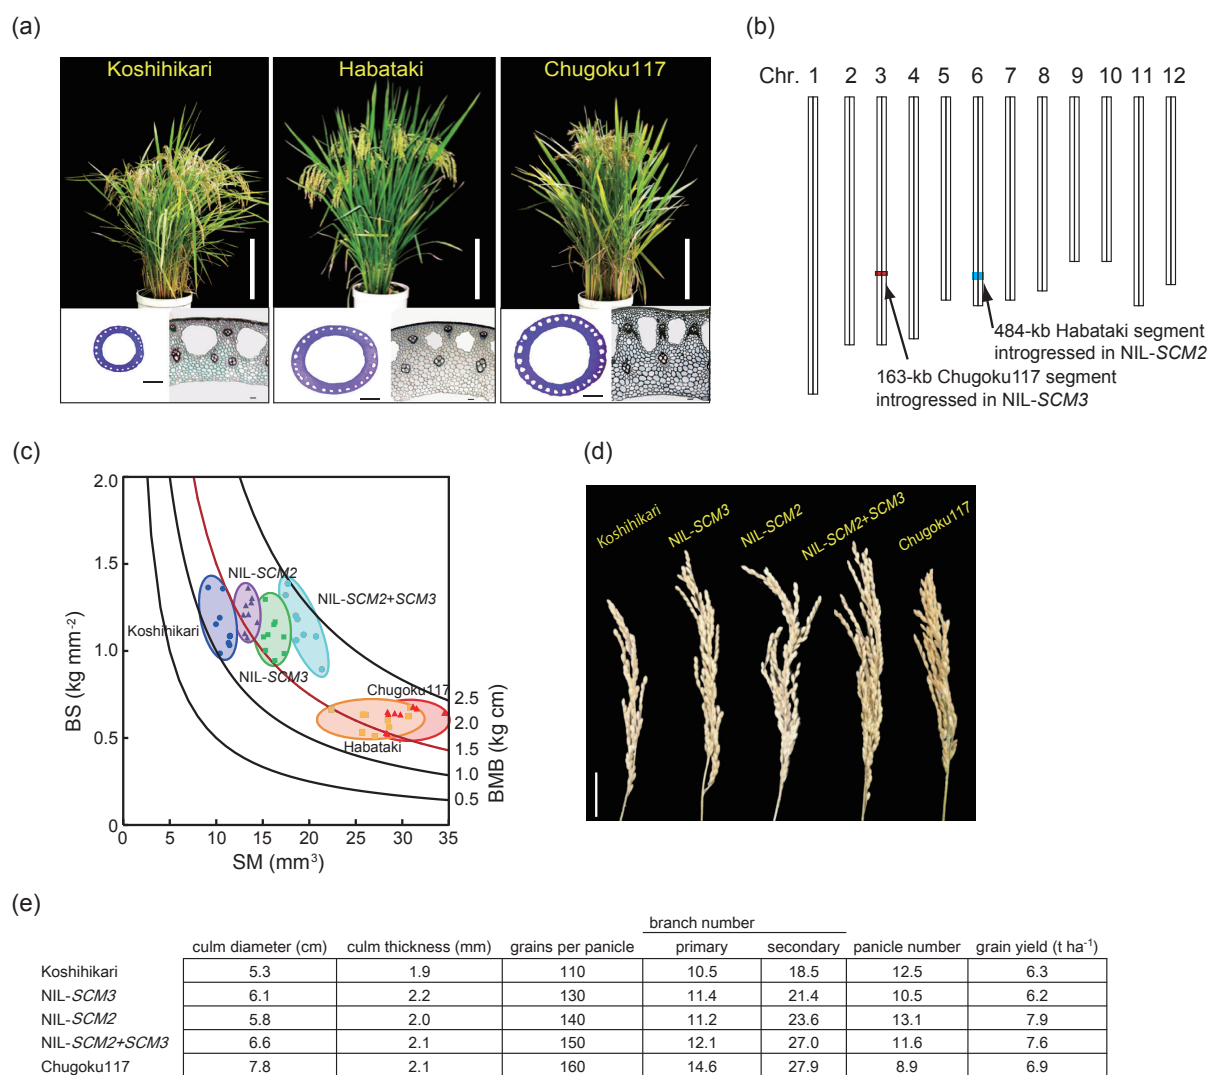 (a)
Koshihikari Habataki Chugoku117
(b)
Chr. 1 2 3 4 5 6 7 8 9 10 11 12
484-kb Habataki segment
introgressed in NIL-SCM2
163-kb Chugoku117 segment
introgressed in NIL-SCM3
(c)
2.0
1.5
1.0
0.5
0
BS (kg mm-2)
NIL-SCM2
NIL-SCM2+SCM3
Koshihikari
NIL-SCM3
Chugoku117
Habataki
2.5
2.0
1.5
1.0
0.5
BMB (kg cm)
0 5 10 15 20 25 30 35
SM (mm3)
(d)
Koshihikari
NIL-SCM3
NIL-SCM2
NIL-SCM2+SCM3
Chugoku117
(e)
branch number
culm diameter (cm) culm thickness (mm) grains per panicle primary secondary panicle number grain yield (t ha-1)
Koshihikari 5.3 1.9 110 10.5 18.5 12.5 6.3
NIL-SCM3 6.1 2.2 130 11.4 21.4 10.5 6.2
NIL-SCM2 5.8 2.0 140 11.2 23.6 13.1 7.9
NIL-SCM2+SCM3 6.6 2.1 150 12.1 27.0 11.6 7.6
Chugoku117 7.8 2.1 160 14.6 27.9 8.9 6.9